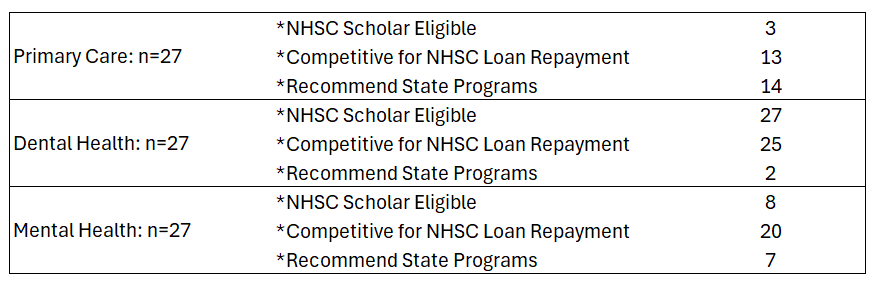 *NHSC Scholar Eligible 3
Primary Care: n=27 *Competitive for NHSC Loan Repayment 13
*Recommend State Programs 14
*NHSC Scholar Eligible 27
Dental Health: n=27 *Competitive for NHSC Loan Repayment 25
*Recommend State Programs 2
*NHSC Scholar Eligible 8
Mental Health: n=27 *Competitive for NHSC Loan Repayment 20
*Recommend State Programs 7